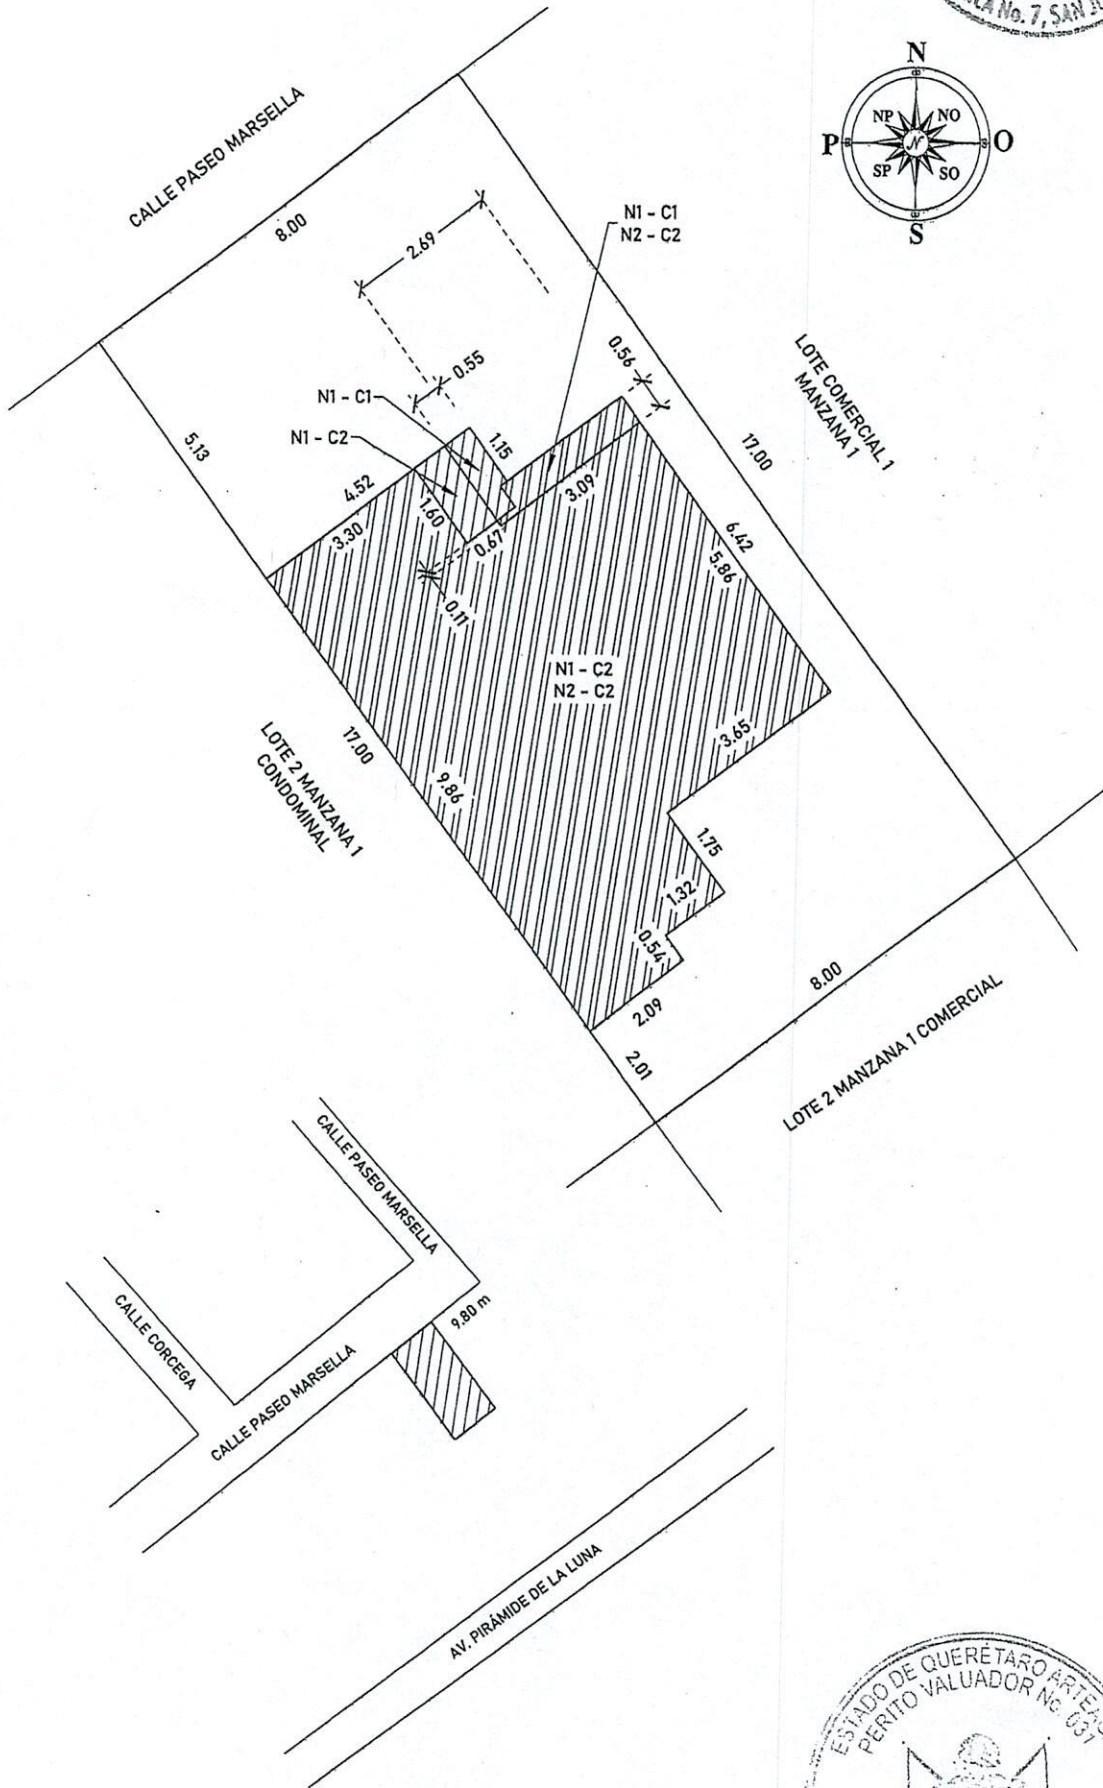 No. 7, SAN
N
NP
NO
P
O
SP
SO
S
N
CALLE PASEO MARSELLA
8.00
2.69
N1 - C1
N2 - C2
0.55
0.56
N1 - C1
N1 - C2
LOTE COMERCIAL 1
MANZANA 1
5.13
1.15
17.00
4.52
3.30
1.60
3.09
0.67
6.42
5.86
0.11
N1 - C2
N2 - C2
3.65
LOTE 2 MANZANA 1
CONDOMINAL
17.00
9.86
1.75
1.32
0.54
2.09
8.00
2.01
LOTE 2 MANZANA 1 COMERCIAL
CALLE PASEO MARSELLA
9.80 m
CALLE CORCEGA
CALLE PASEO MARSELLA
AV. PIRÁMIDE DE LA LUNA
ESTADO DE QUERÉTARO ARTEAG
PERITO VALUADOR No. 031